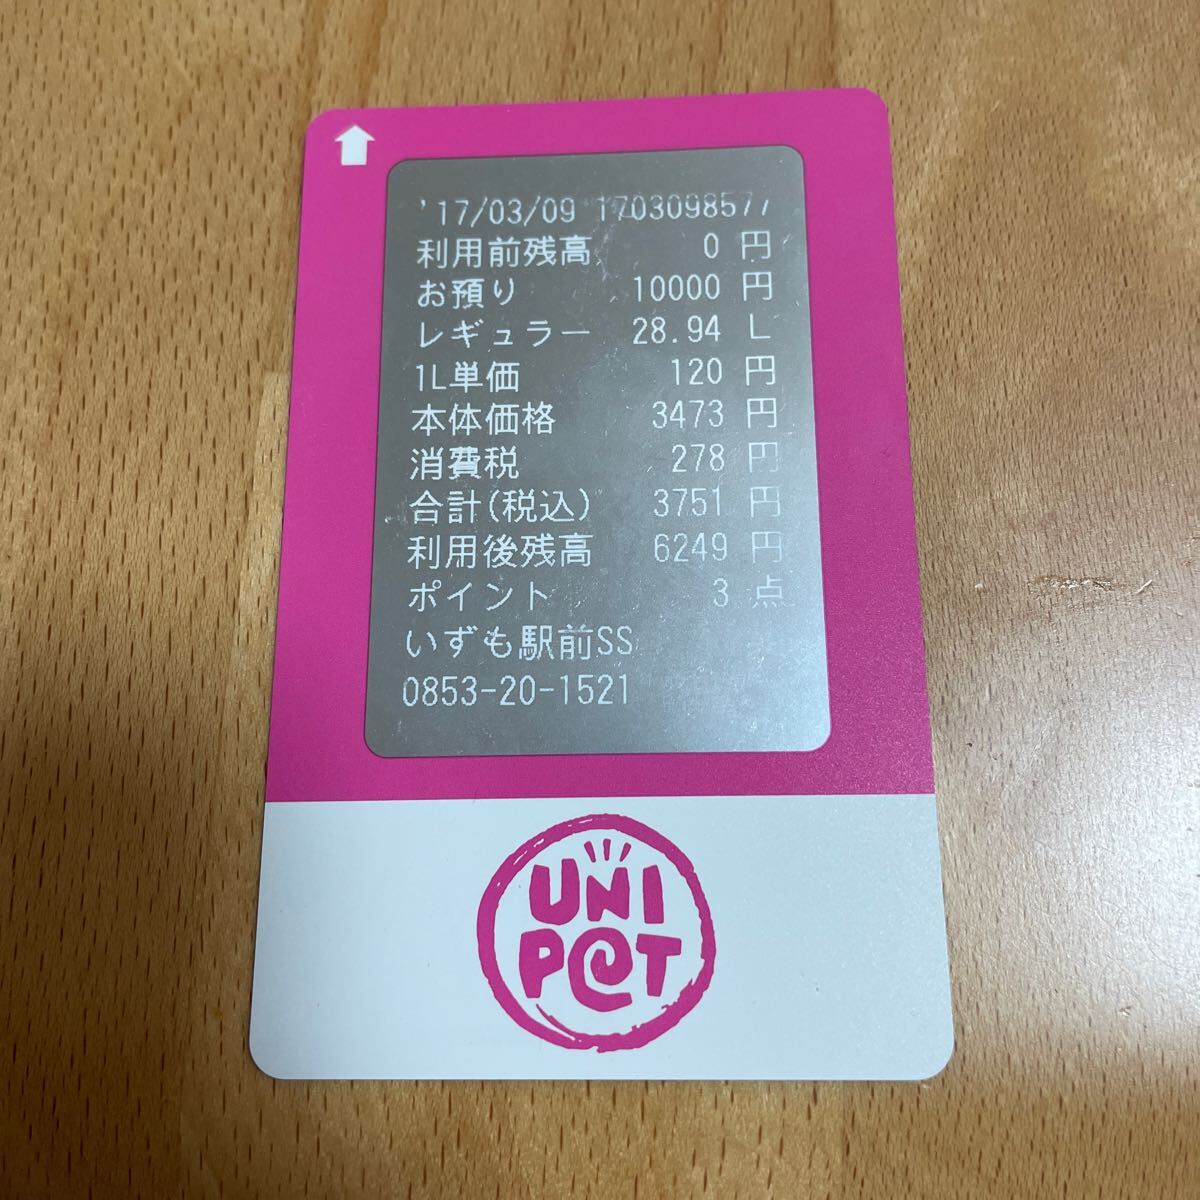 '17/03/09 1703098577
利用前残高 0 円
お預り 10000 円
レギュラー 28.94 L
1L単価 120 円
本体価格 3473 円
消費税 278 円
合計(税込) 3751 円
利用後残高 6249 円
ポイント 3 点
いずも駅前SS
0853-20-1521
UNI
P@T